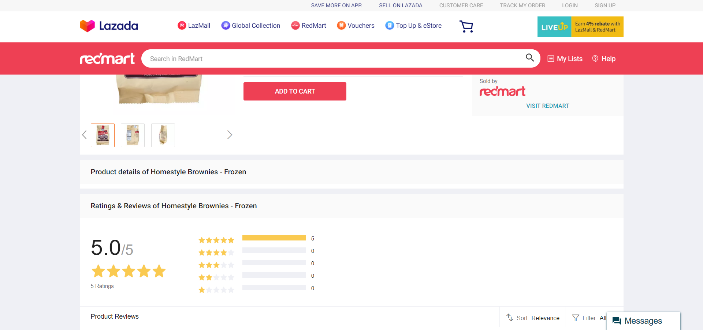 SAVE MORE ON APP
SELL ON LAZADA
CUSTOMER CARE
TRACK MY ORDER
LOGIN
SIGN UP
Lazada
LazMall
Global Collection
RedMart
Vouchers
Top Up & eStore
LIVEUP
Earn 4% rebate with
LazMall & RedMart
redmart
Search in RedMart
My Lists
Help
ADD TO CART
Sold by
redmart
VISIT REDMART
Product details of Homestyle Brownies - Frozen
Ratings & Reviews of Homestyle Brownies - Frozen
5.0/5
5 Ratings
5
0
0
0
0
Product Reviews
Sort: Relevance
Filter: All
Messages